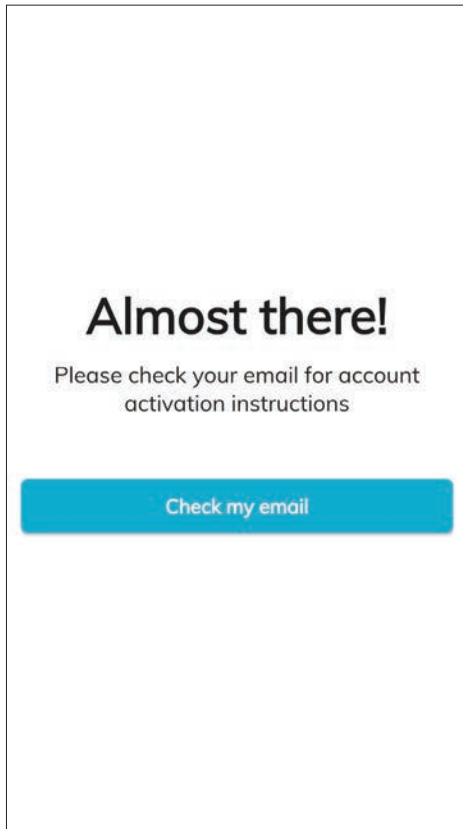 Almost there!
Please check your email for account
activation instructions
Check my email